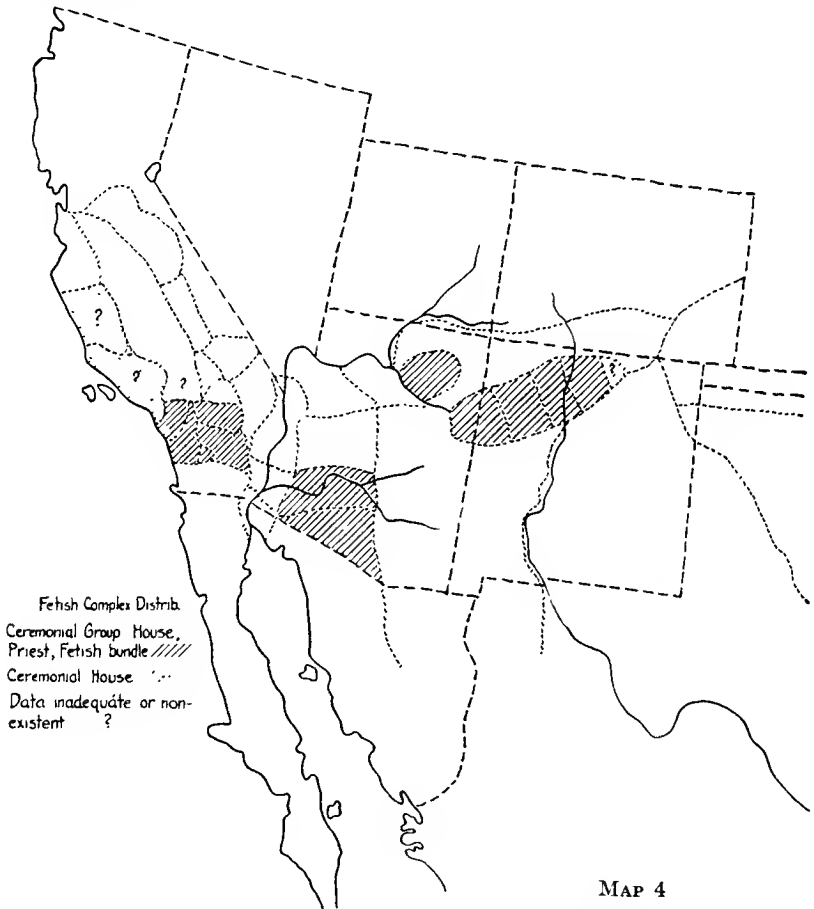 ?
?
?
?
Fetish Complex Distrib.
Ceremonial Group House,
Priest, Fetish bundle
Ceremonial House
Data inadequate or non-
existent ?
MAP 4